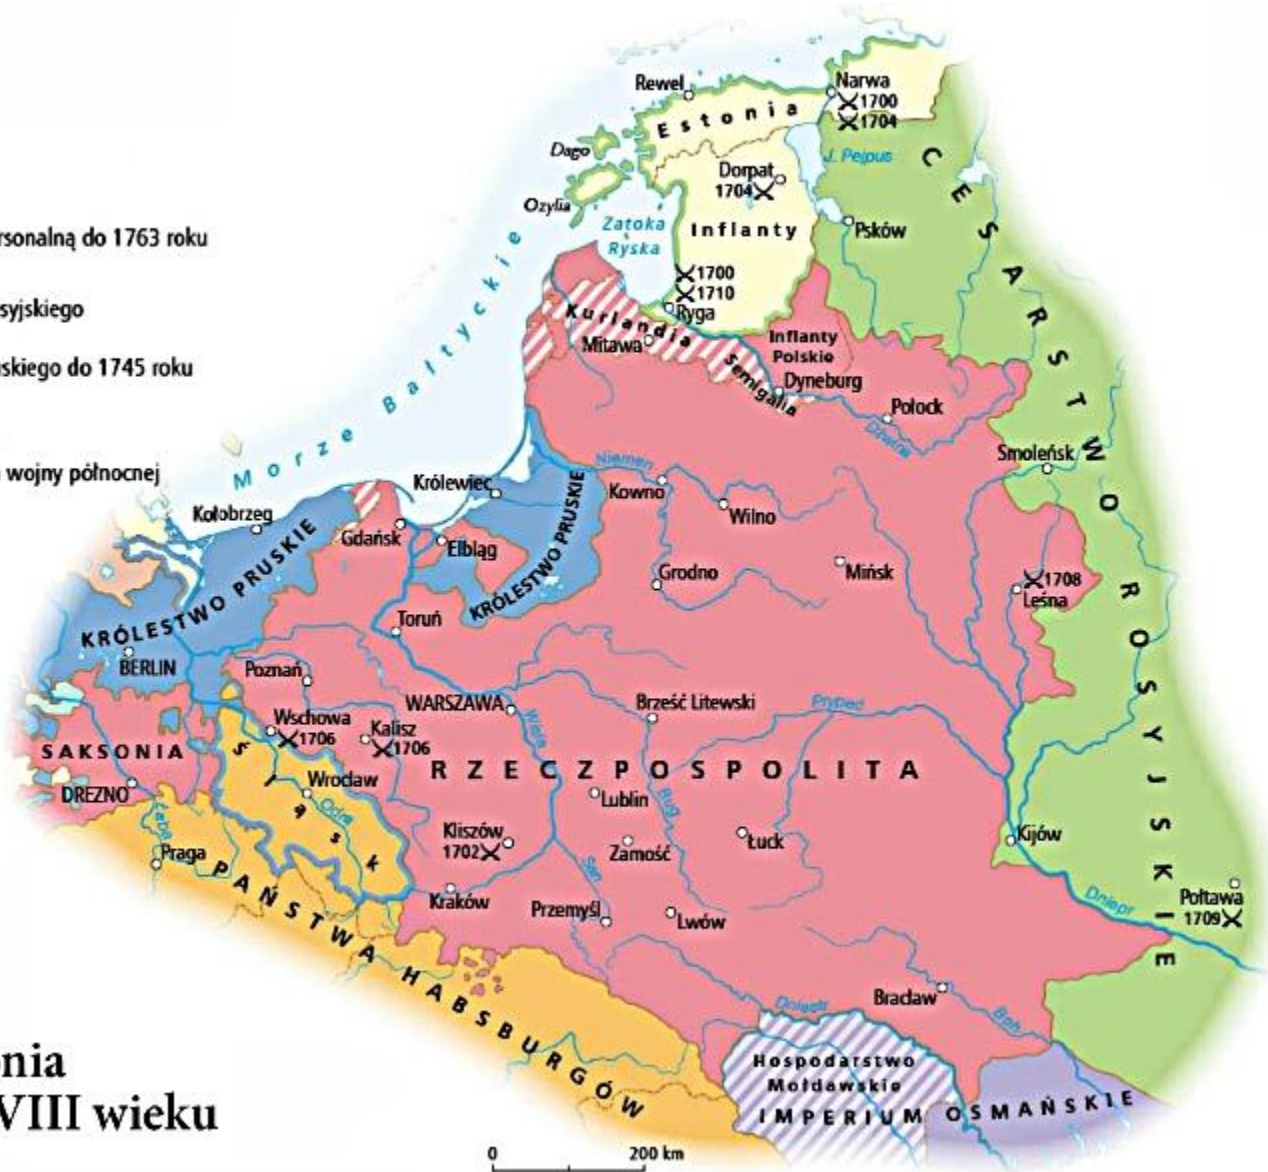 rsonalną do 1763 roku
syjskiego
skiego do 1745 roku
wojny północnej
nia
VIII wieku
Rewel
Narwa
1700
1704
Estonia
J. Pejpus
Dago
Dorpat
1704
Ozylia
Zatoka
Ryska
Inflanty
Psków
1700
1710
Ryga
Kurlandia
Mitawa
Semigalia
Inflanty
Polskie
Dyneburg
Połock
Dźwina
CESARSTWO ROSYJSKIE
Morze Bałtyckie
Smoleńsk
Królewiec
Niemen
Kowno
Wilno
Kołobrzeg
Gdańsk
Elbląg
KRÓLESTWO PRUSKIE
KRÓLESTWO PRUSKIE
Grodno
Mińsk
1708
Leśna
Toruń
BERLIN
Poznań
WARSZAWA
Brześć Litewski
Prypeć
Wschowa
1706
Kalisz
1706
Wisła
SAKSONIA
Śląsk
RZECZPOSPOLITA
Wrocław
DREZNO
Odra
Lublin
Bug
Łaba
Kliszów
1702
Zamość
Łuck
Kijów
Praga
Kraków
San
Przemyśl
Lwów
Dniepr
Połtawa
1709
PAŃSTWA HABSBURGÓW
Bracław
Dniestr
Boh
Hospodarstwo
Mołdawskie
IMPERIUM OSMAŃSKIE
0 200 km